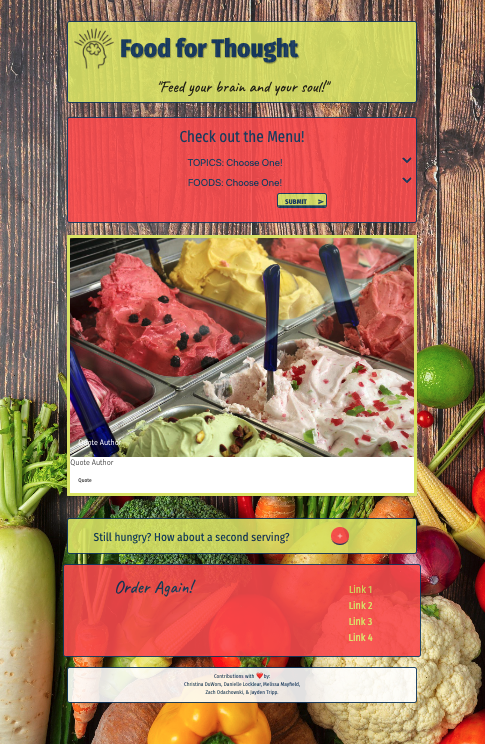 Food for Thought
"Feed your brain and your soul!"
Check out the Menu!
TOPICS: Choose One!
FOODS: Choose One!
SUBMIT
Quote Author
Quote Author
Quote
Still hungry? How about a second serving?
+
Order Again!
Link 1
Link 2
Link 3
Link 4
Contributions with ❤️ by:
Christina DuWors, Danielle Locklear, Melissa Mayfield,
Zach Odachowski, & Jayden Tripp.